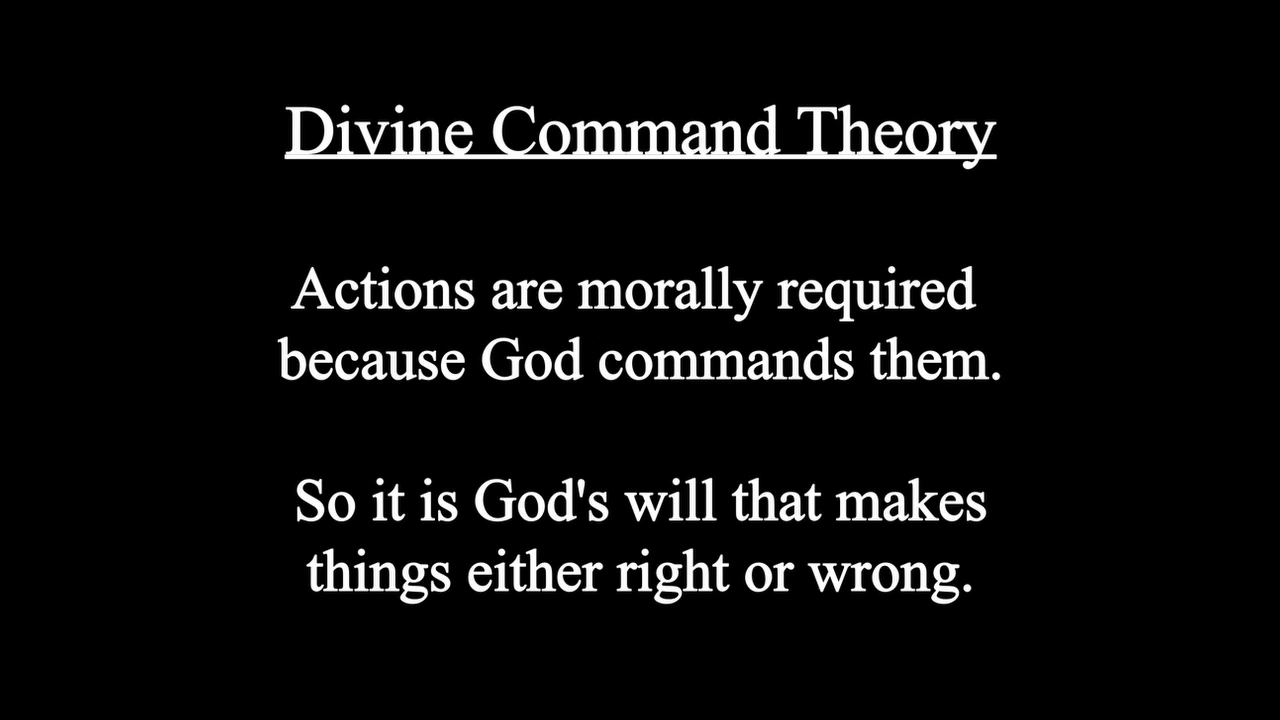 Divine Command Theory
Actions are morally required
because God commands them.
So it is God's will that makes
things either right or wrong.